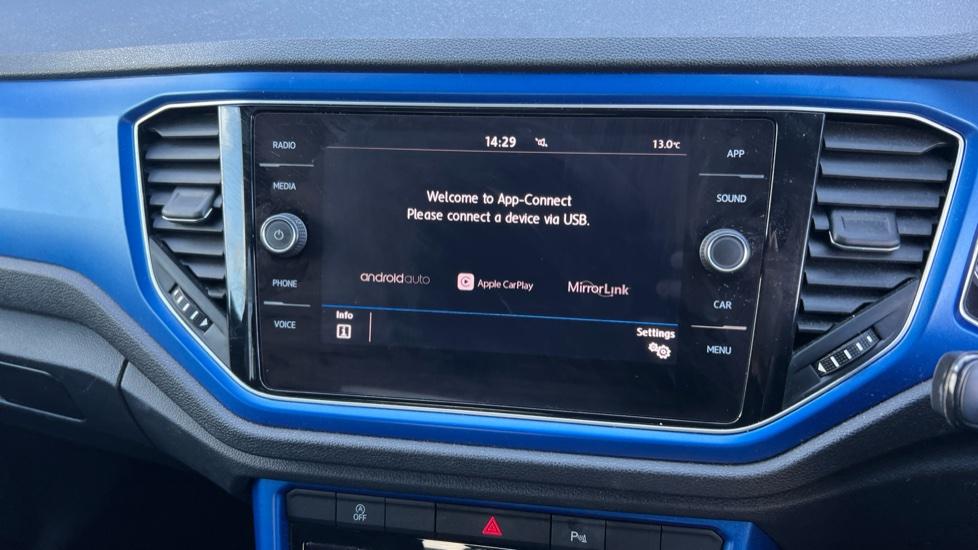 RADIO
MEDIA
PHONE
VOICE
14:29
13.0°C
Welcome to App-Connect
Please connect a device via USB.
androidauto
Apple CarPlay
MirrorLink
Info
Settings
APP
SOUND
CAR
MENU
A
OFF
P